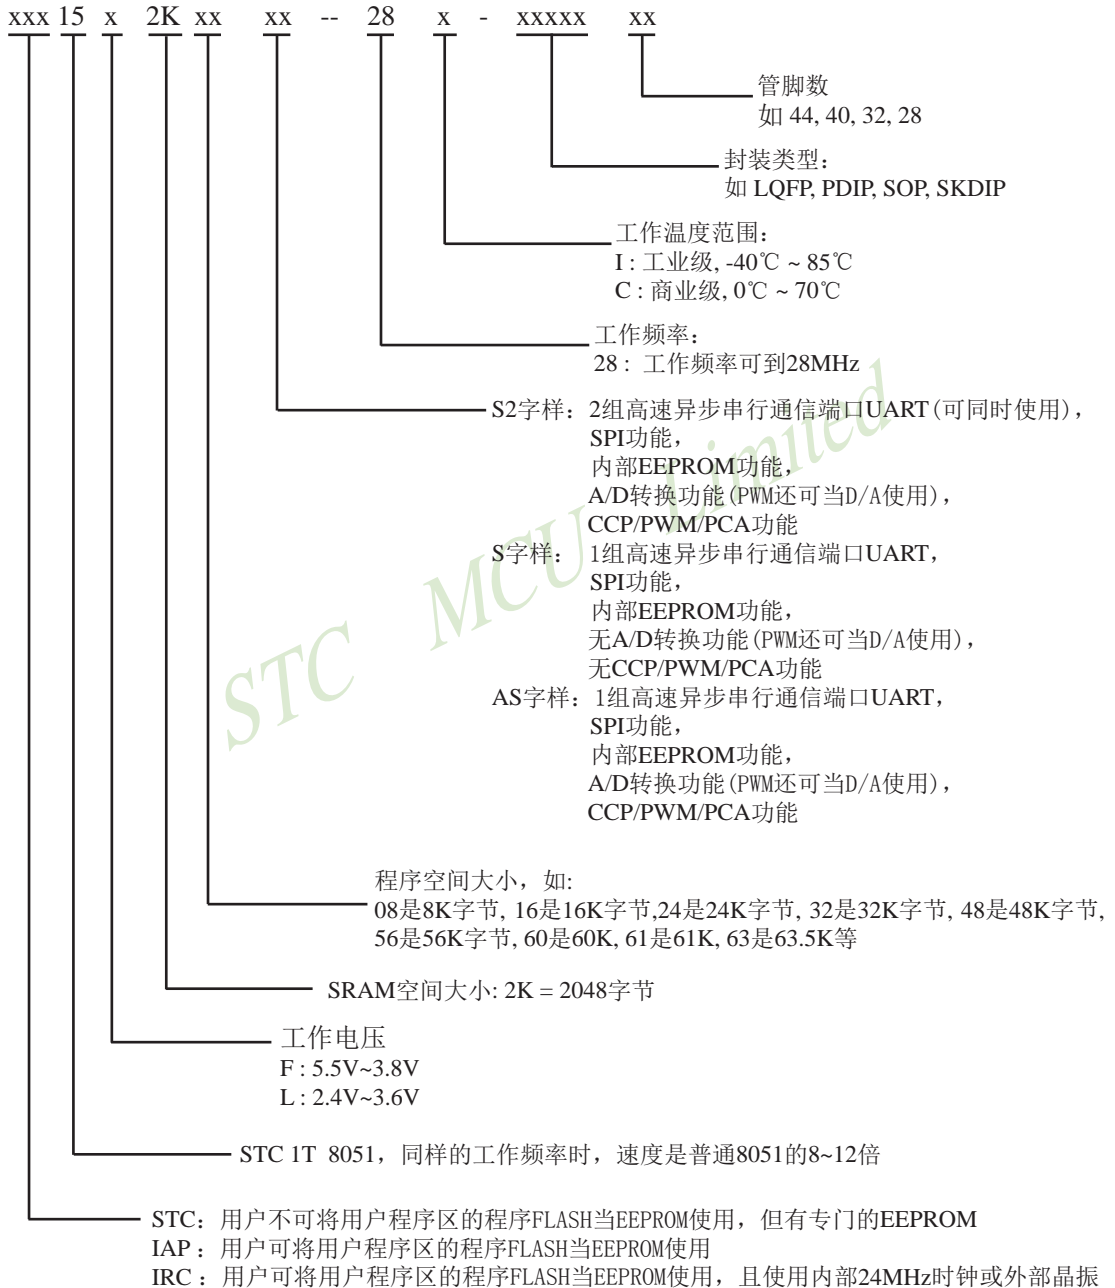 xxx 15 x 2K xx xx -- 28 x - xxxxx xx
管脚数
如 44, 40, 32, 28
封装类型：
如 LQFP, PDIP, SOP, SKDIP
工作温度范围：
I : 工业级, -40℃ ~ 85℃
C : 商业级, 0℃ ~ 70℃
工作频率：
28 : 工作频率可到28MHz
S2字样：2组高速异步串行通信端口UART(可同时使用)，
SPI功能，
内部EEPROM功能，
A/D转换功能(PWM还可当D/A使用)，
CCP/PWM/PCA功能
S字样： 1组高速异步串行通信端口UART，
SPI功能，
内部EEPROM功能，
无A/D转换功能(PWM还可当D/A使用)，
无CCP/PWM/PCA功能
AS字样：1组高速异步串行通信端口UART，
SPI功能，
内部EEPROM功能，
A/D转换功能(PWM还可当D/A使用)，
CCP/PWM/PCA功能
STC MCU Limited
程序空间大小，如:
08是8K字节, 16是16K字节,24是24K字节, 32是32K字节, 48是48K字节,
56是56K字节, 60是60K, 61是61K, 63是63.5K等
SRAM空间大小: 2K = 2048字节
工作电压
F : 5.5V~3.8V
L : 2.4V~3.6V
STC 1T 8051，同样的工作频率时，速度是普通8051的8~12倍
STC：用户不可将用户程序区的程序FLASH当EEPROM使用，但有专门的EEPROM
IAP：用户可将用户程序区的程序FLASH当EEPROM使用
IRC：用户可将用户程序区的程序FLASH当EEPROM使用，且使用内部24MHz时钟或外部晶振